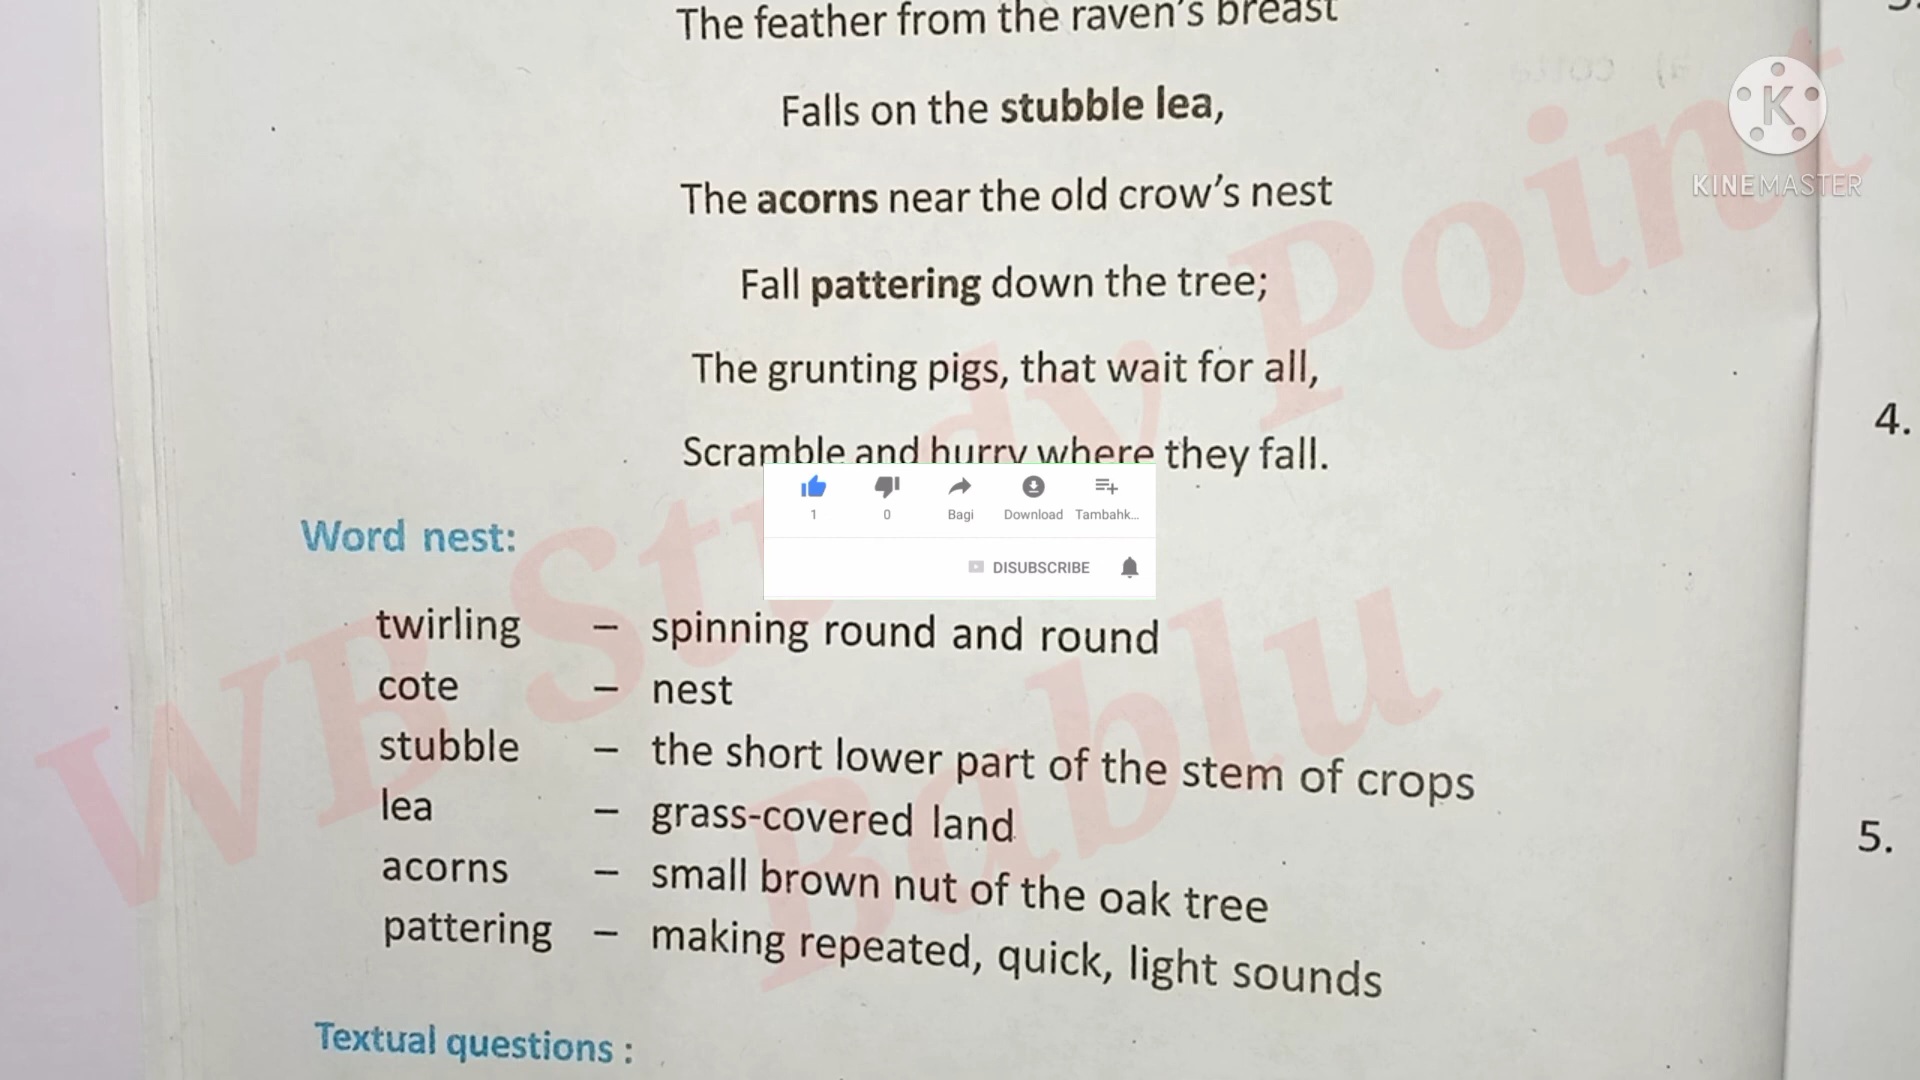 The feather from the raven's breast
Falls on the stubble lea,
The acorns near the old crow's nest
Fall pattering down the tree;
The grunting pigs, that wait for all,
Scramble and hurry where they fall.
Word nest:
twirling – spinning round and round
cote – nest
stubble – the short lower part of the stem of crops
lea – grass-covered land
acorns – small brown nut of the oak tree
pattering – making repeated, quick, light sounds
Textual questions :
4.
5.
KINEMASTER
WB Study Point
Bablu
1
0
Bagi
Download
Tambahk...
DISUBSCRIBE